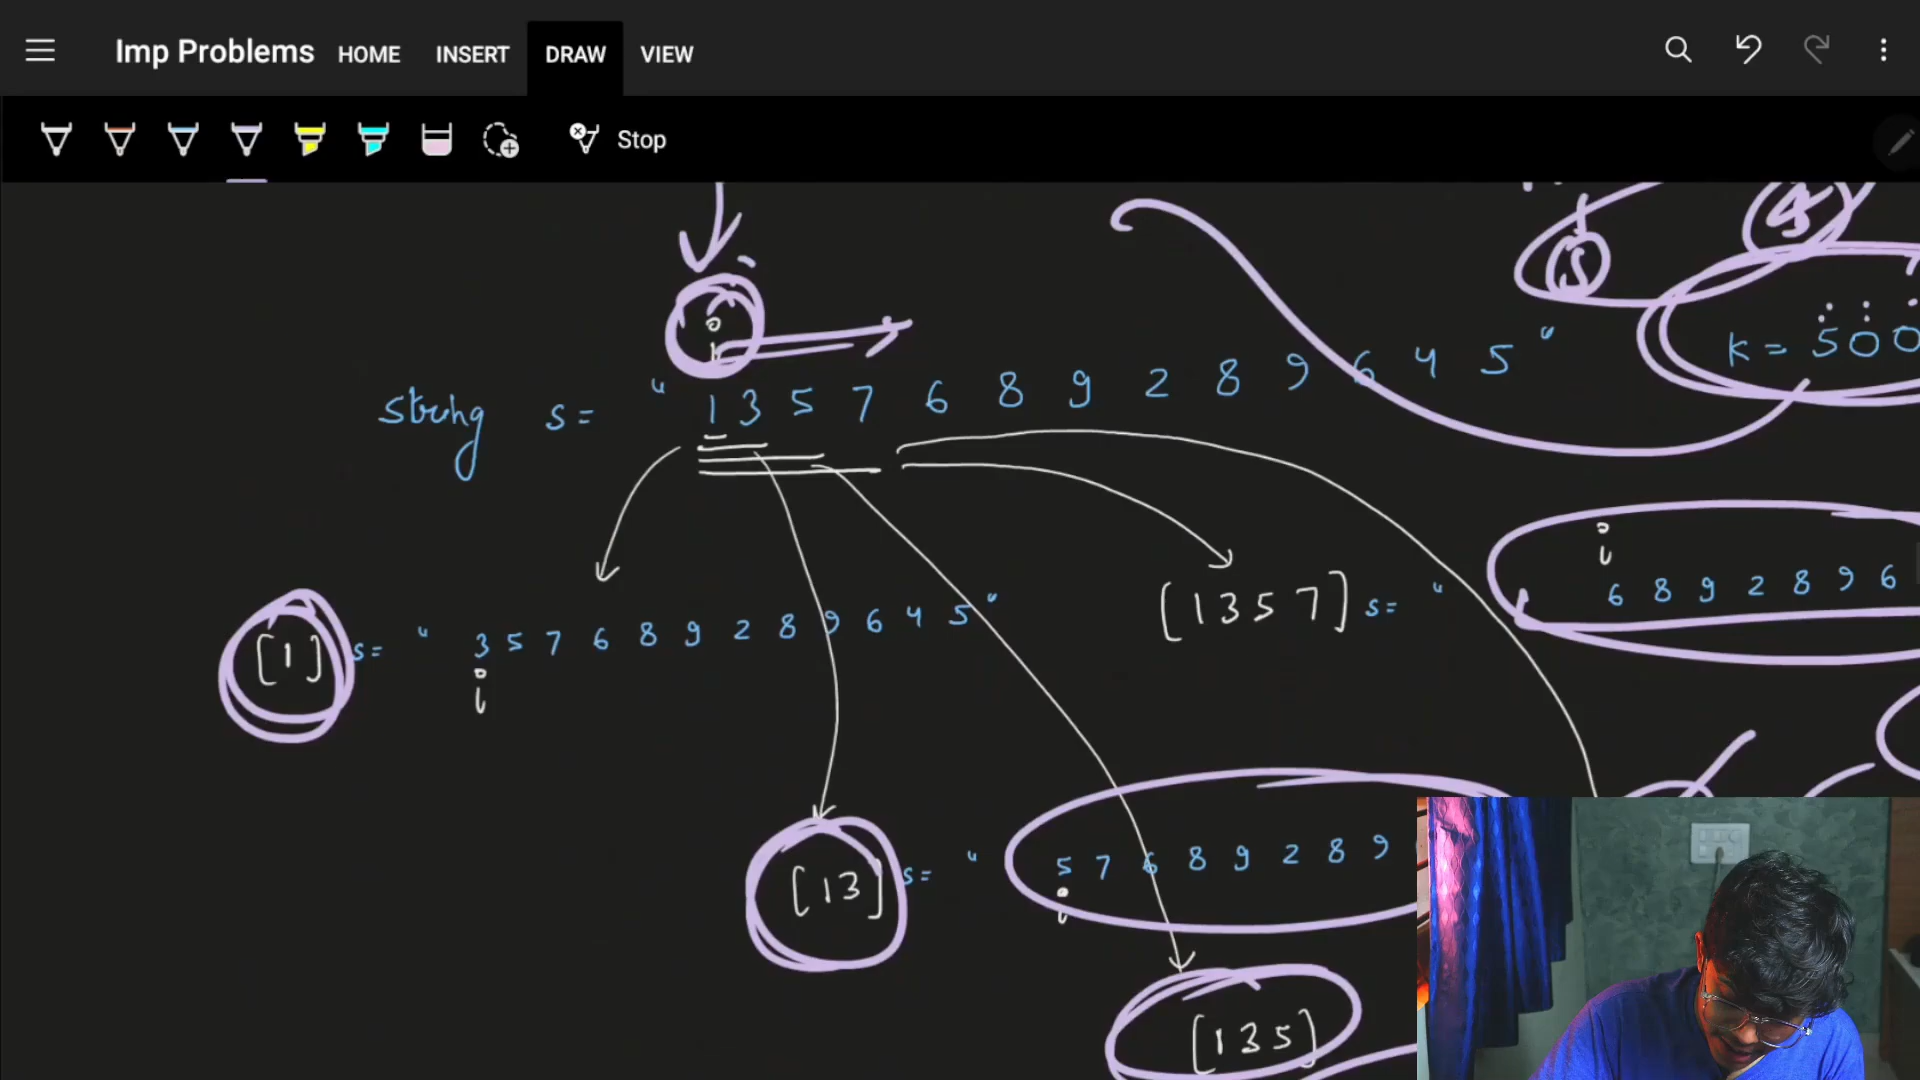 Imp Problems HOME INSERT DRAW VIEW
Stop
i
k = 500
string s= " 1 3 5 7 6 8 9 2 8 9 6 4 5 "
i
6 8 9 2 8 9 6
[1] s= " 3 5 7 6 8 9 2 8 9 6 4 5 "
i
[1 3 5 7] s= "
[13] s= " 5 7 6 8 9 2 8 9
i
[1 3 5]